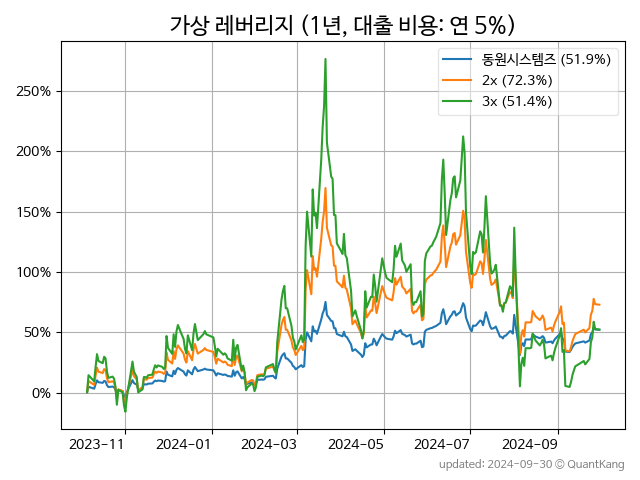 가상 레버리지 (1년, 대출 비용: 연 5%)
동원시스템즈 (51.9%)
2x (72.3%)
3x (51.4%)
250%
200%
150%
100%
50%
0%
2023-11 2024-01 2024-03 2024-05 2024-07 2024-09
updated: 2024-09-30 © QuantKang